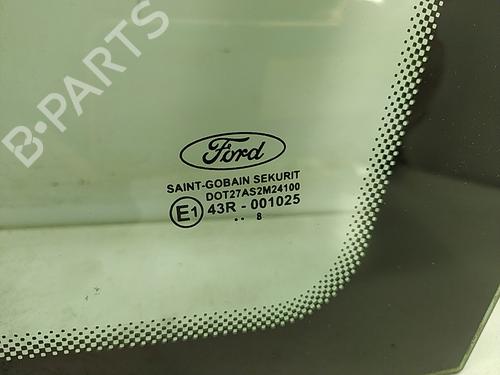 B-PARTS
Ford
SAINT-GOBAIN SEKURIT
DOT27AS2M24100
E1 43R - 001025
.. 8